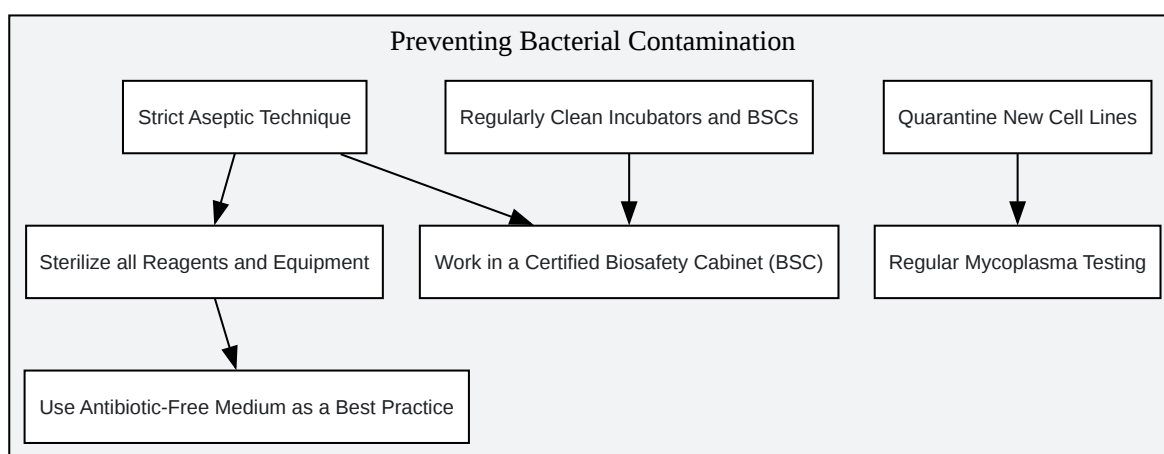 Preventing Bacterial Contamination
Strict Aseptic Technique
Regularly Clean Incubators and BSCs
Quarantine New Cell Lines
Sterilize all Reagents and Equipment
Work in a Certified Biosafety Cabinet (BSC)
Regular Mycoplasma Testing
Use Antibiotic-Free Medium as a Best Practice